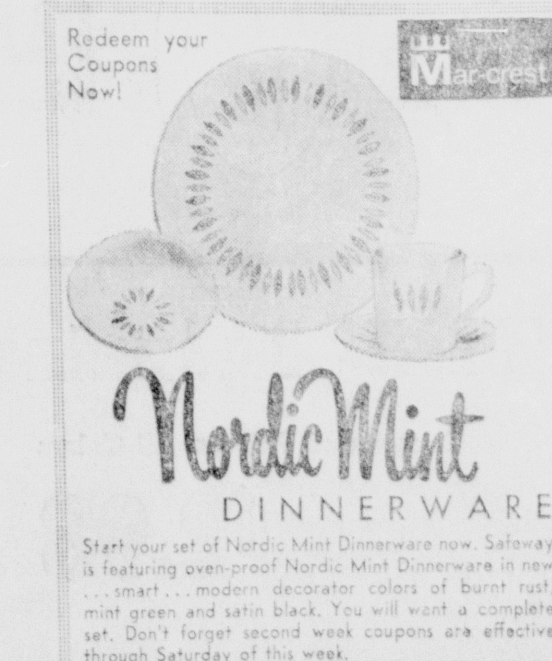 Redeem your
Coupons
Now!
Mar-crest
Nordic Mint
DINNERWARE
Start your set of Nordic Mint Dinnerware now. Safeway
is featuring oven-proof Nordic Mint Dinnerware in new
...smart...modern decorator colors of burnt rust,
mint green and satin black. You will want a complete
set. Don't forget second week coupons are effective
through Saturday of this week.